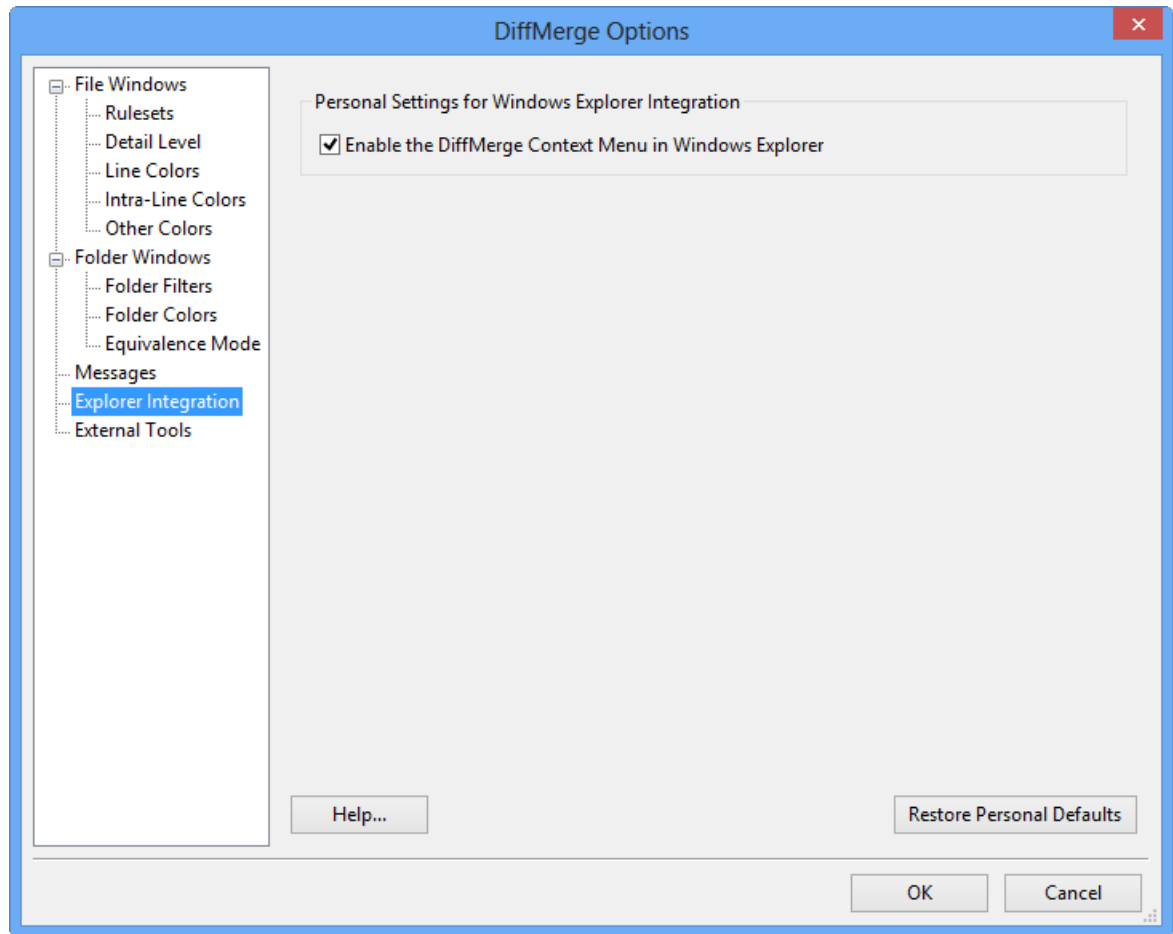 DiffMerge Options
File Windows
Rulesets
Detail Level
Line Colors
Intra-Line Colors
Other Colors
Folder Windows
Folder Filters
Folder Colors
Equivalence Mode
Messages
Explorer Integration
External Tools
Personal Settings for Windows Explorer Integration
Enable the DiffMerge Context Menu in Windows Explorer
Help...
Restore Personal Defaults
OK
Cancel